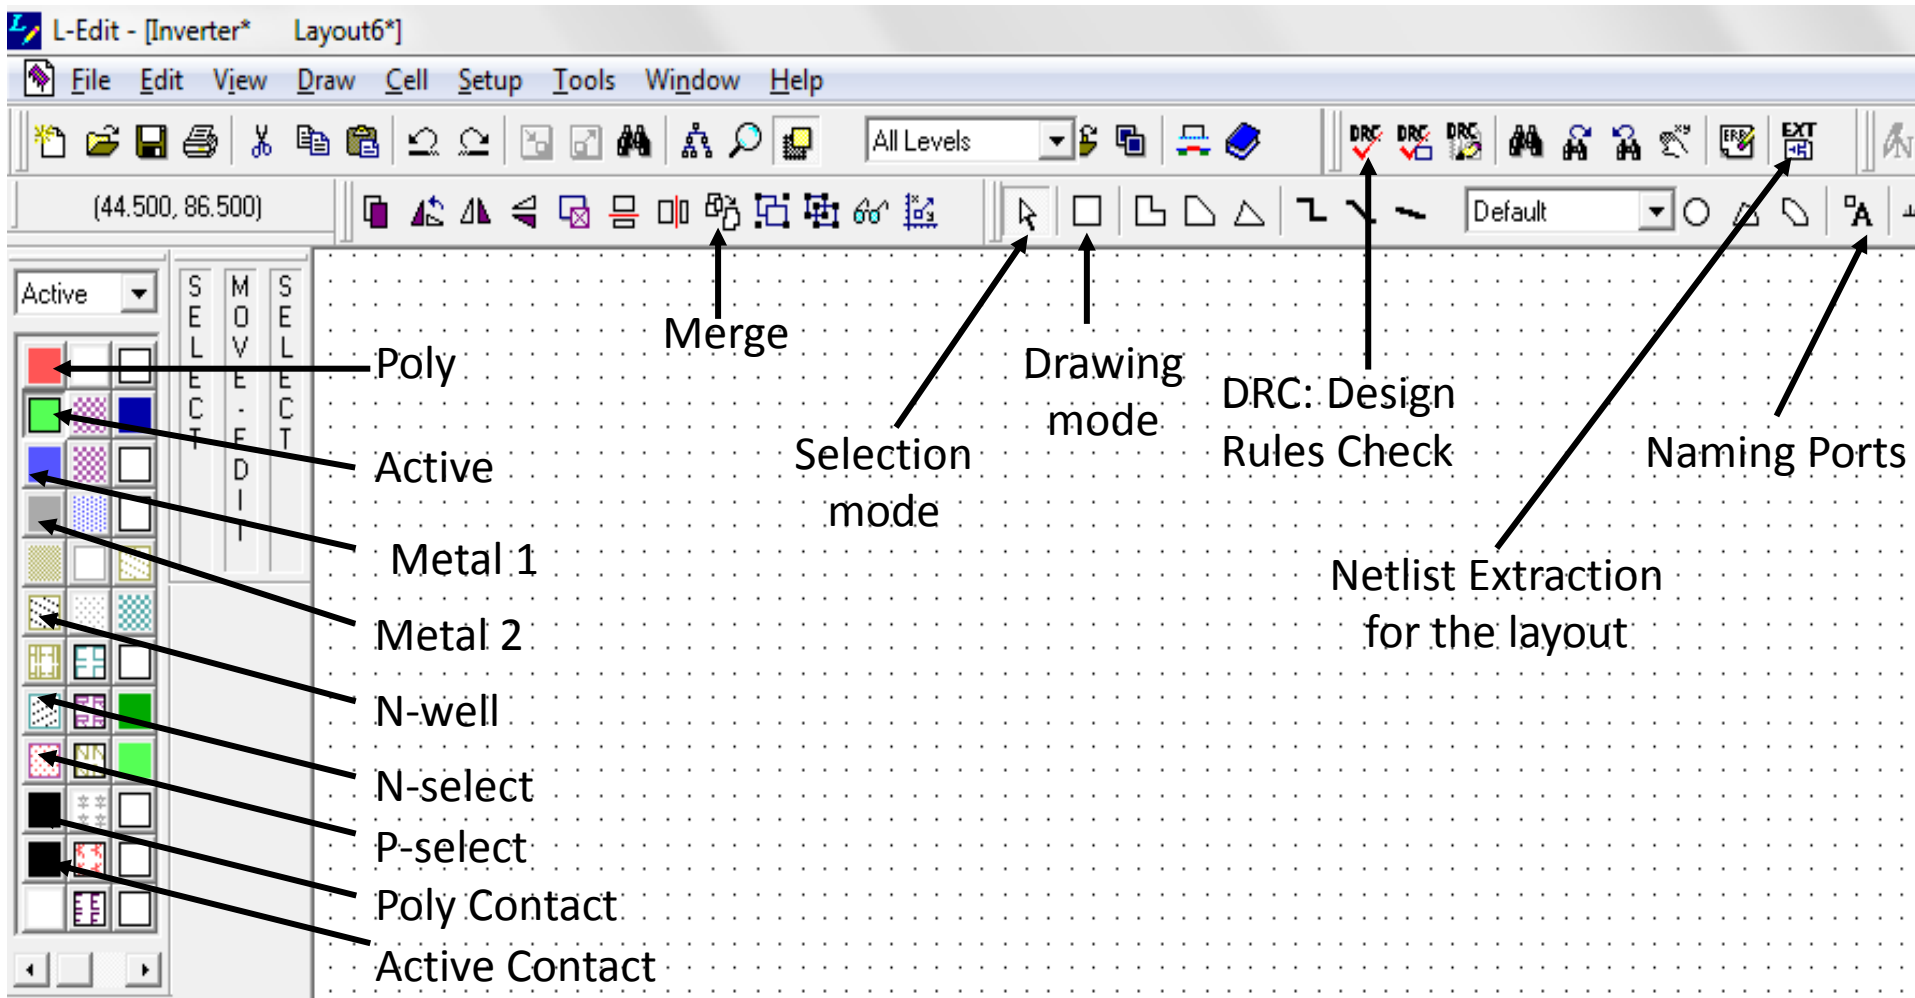 L-Edit - [Inverter* Layout6*]
File Edit View Draw Cell Setup Tools Window Help
All Levels
DRC DRC DRC ERR EXT
(44.500, 86.500)
Default
A
Active
SELECT
MOVE-EDIT
SELECT
Merge
Poly
Drawing
mode
DRC: Design
Rules Check
Selection
mode
Naming Ports
Active
Metal 1
Netlist Extraction
for the layout
Metal 2
N-well
N-select
P-select
Poly Contact
Active Contact